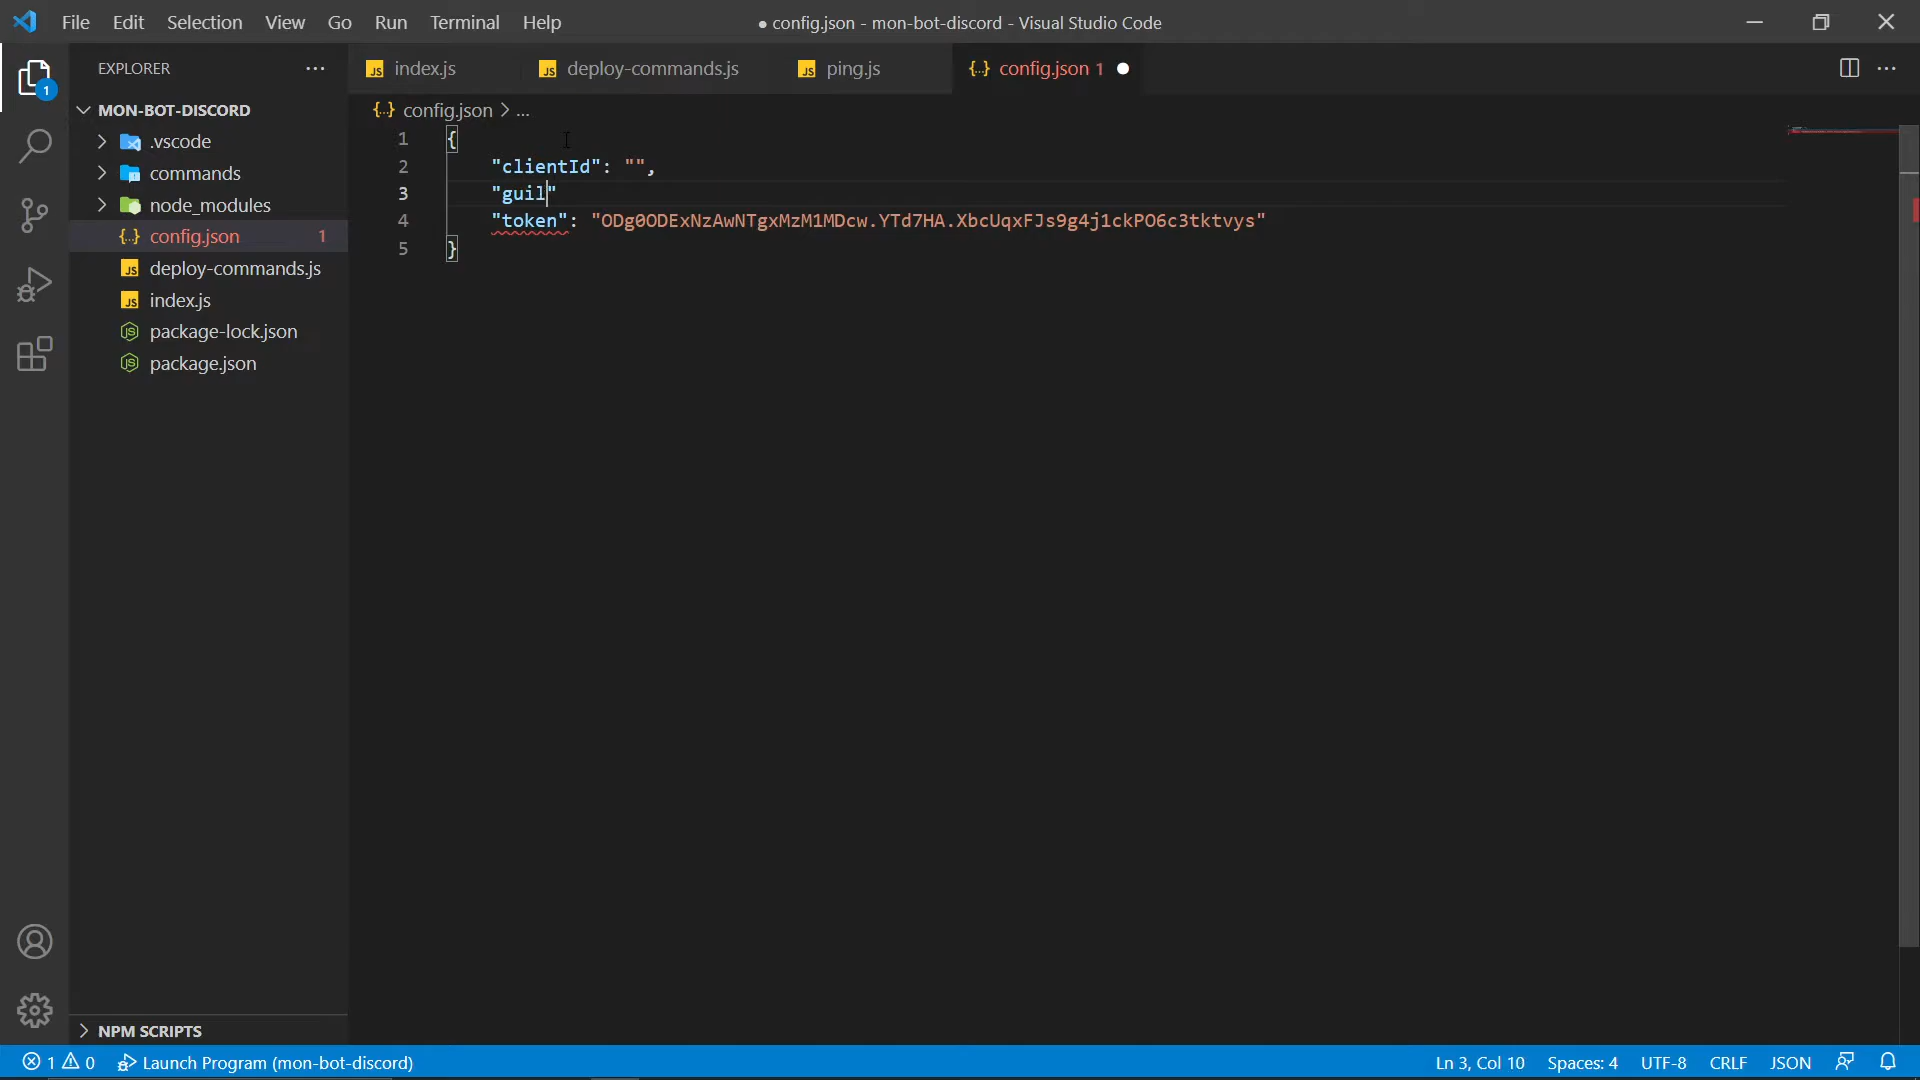 File Edit Selection View Go Run Terminal Help
● config.json - mon-bot-discord - Visual Studio Code
EXPLORER
index.js
deploy-commands.js
ping.js
config.json 1
MON-BOT-DISCORD
config.json > ...
.vscode
commands
node_modules
config.json 1
deploy-commands.js
index.js
package-lock.json
package.json
1
1 {
2 "clientId": "",
3 "guil"
4 "token": "ODg0ODExNzAwNTgxMzM1MDcw.YTd7HA.XbcUqxFJs9g4j1ckPO6c3tktvys"
5 }
NPM SCRIPTS
1 0 Launch Program (mon-bot-discord)
Ln 3, Col 10 Spaces: 4 UTF-8 CRLF JSON